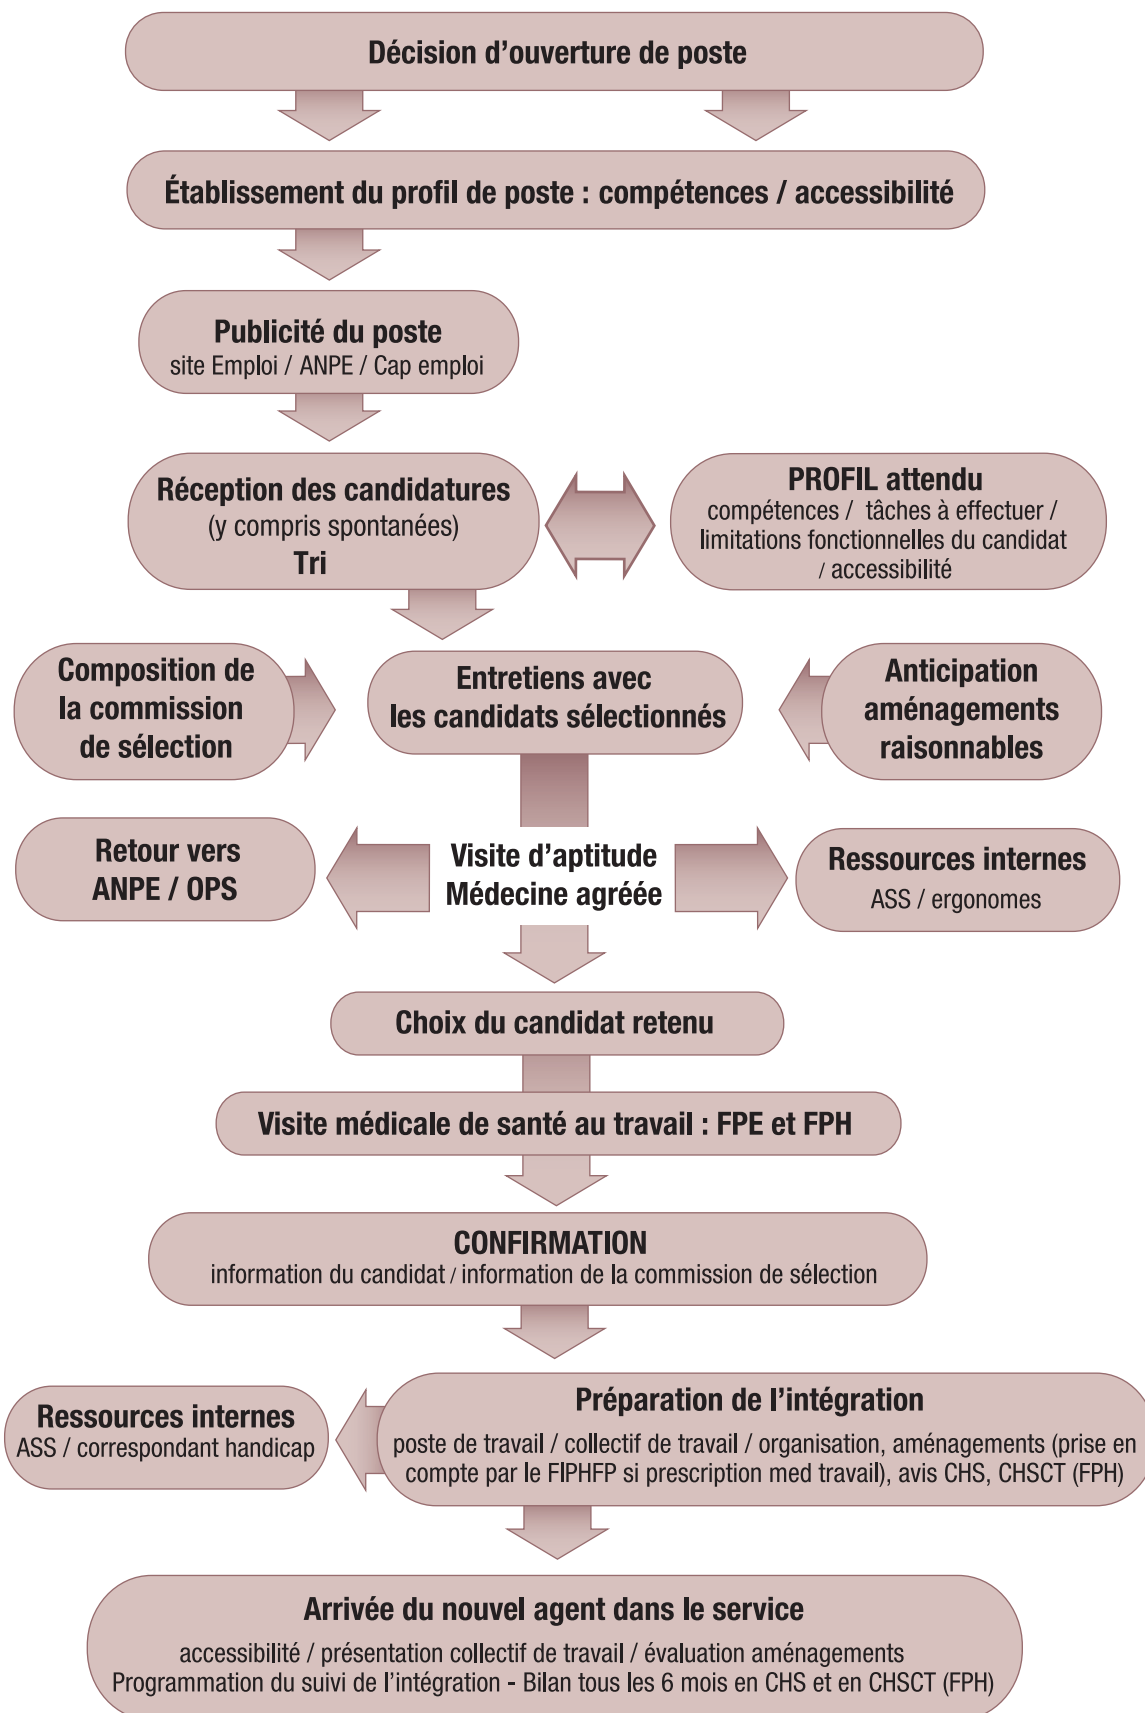 Décision d'ouverture de poste
Établissement du profil de poste : compétences / accessibilité
Publicité du poste
site Emploi / ANPE / Cap emploi
Réception des candidatures
(y compris spontanées)
Tri
PROFIL attendu
compétences / tâches à effectuer /
limitations fonctionnelles du candidat
/ accessibilité
Composition de
la commission
de sélection
Entretiens avec
les candidats sélectionnés
Anticipation
aménagements
raisonnables
Retour vers
ANPE / OPS
Visite d'aptitude
Médecine agréée
Ressources internes
ASS / ergonomes
Choix du candidat retenu
Visite médicale de santé au travail : FPE et FPH
CONFIRMATION
information du candidat / information de la commission de sélection
Ressources internes
ASS / correspondant handicap
Préparation de l'intégration
poste de travail / collectif de travail / organisation, aménagements (prise en
compte par le FIPHFP si prescription med travail), avis CHS, CHSCT (FPH)
Arrivée du nouvel agent dans le service
accessibilité / présentation collectif de travail / évaluation aménagements
Programmation du suivi de l'intégration - Bilan tous les 6 mois en CHS et en CHSCT (FPH)